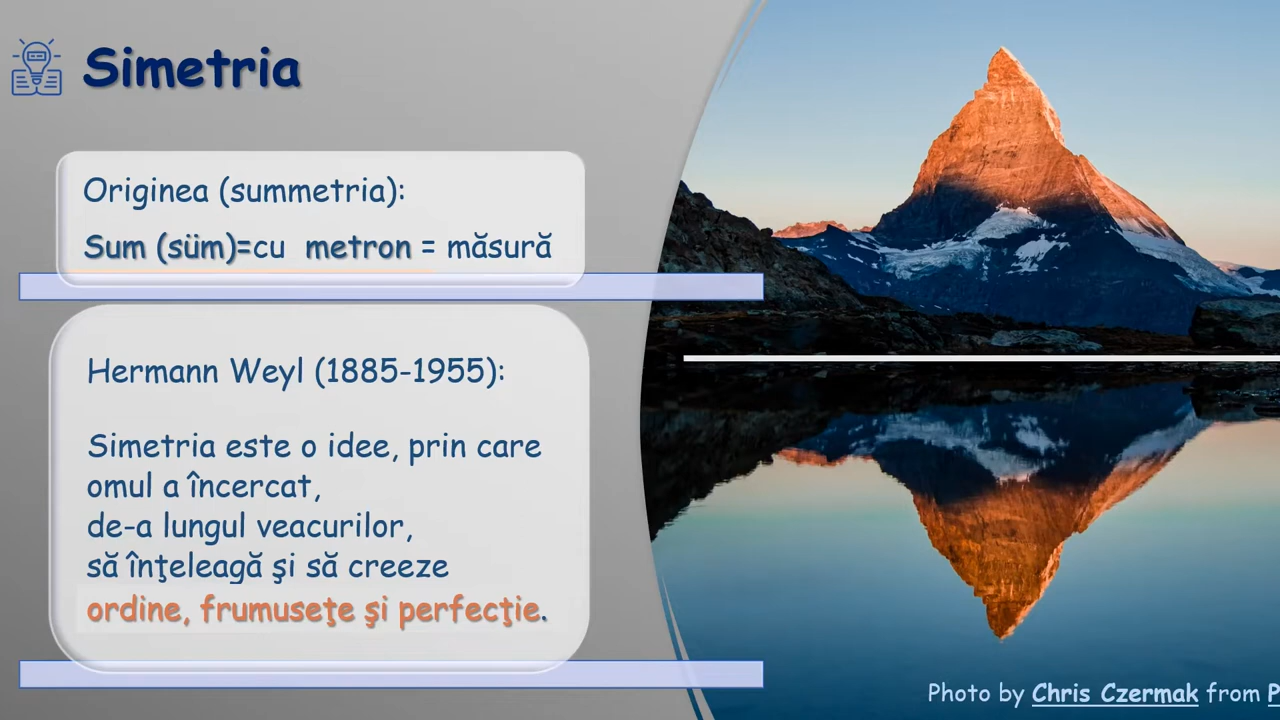 Simetria
Originea (summetria):
Sum (süm)=cu metron = măsură
Hermann Weyl (1885-1955):
Simetria este o idee, prin care
omul a încercat,
de-a lungul veacurilor,
să înţeleagă şi să creeze
ordine, frumuseţe şi perfecţie.
Photo by Chris Czermak from